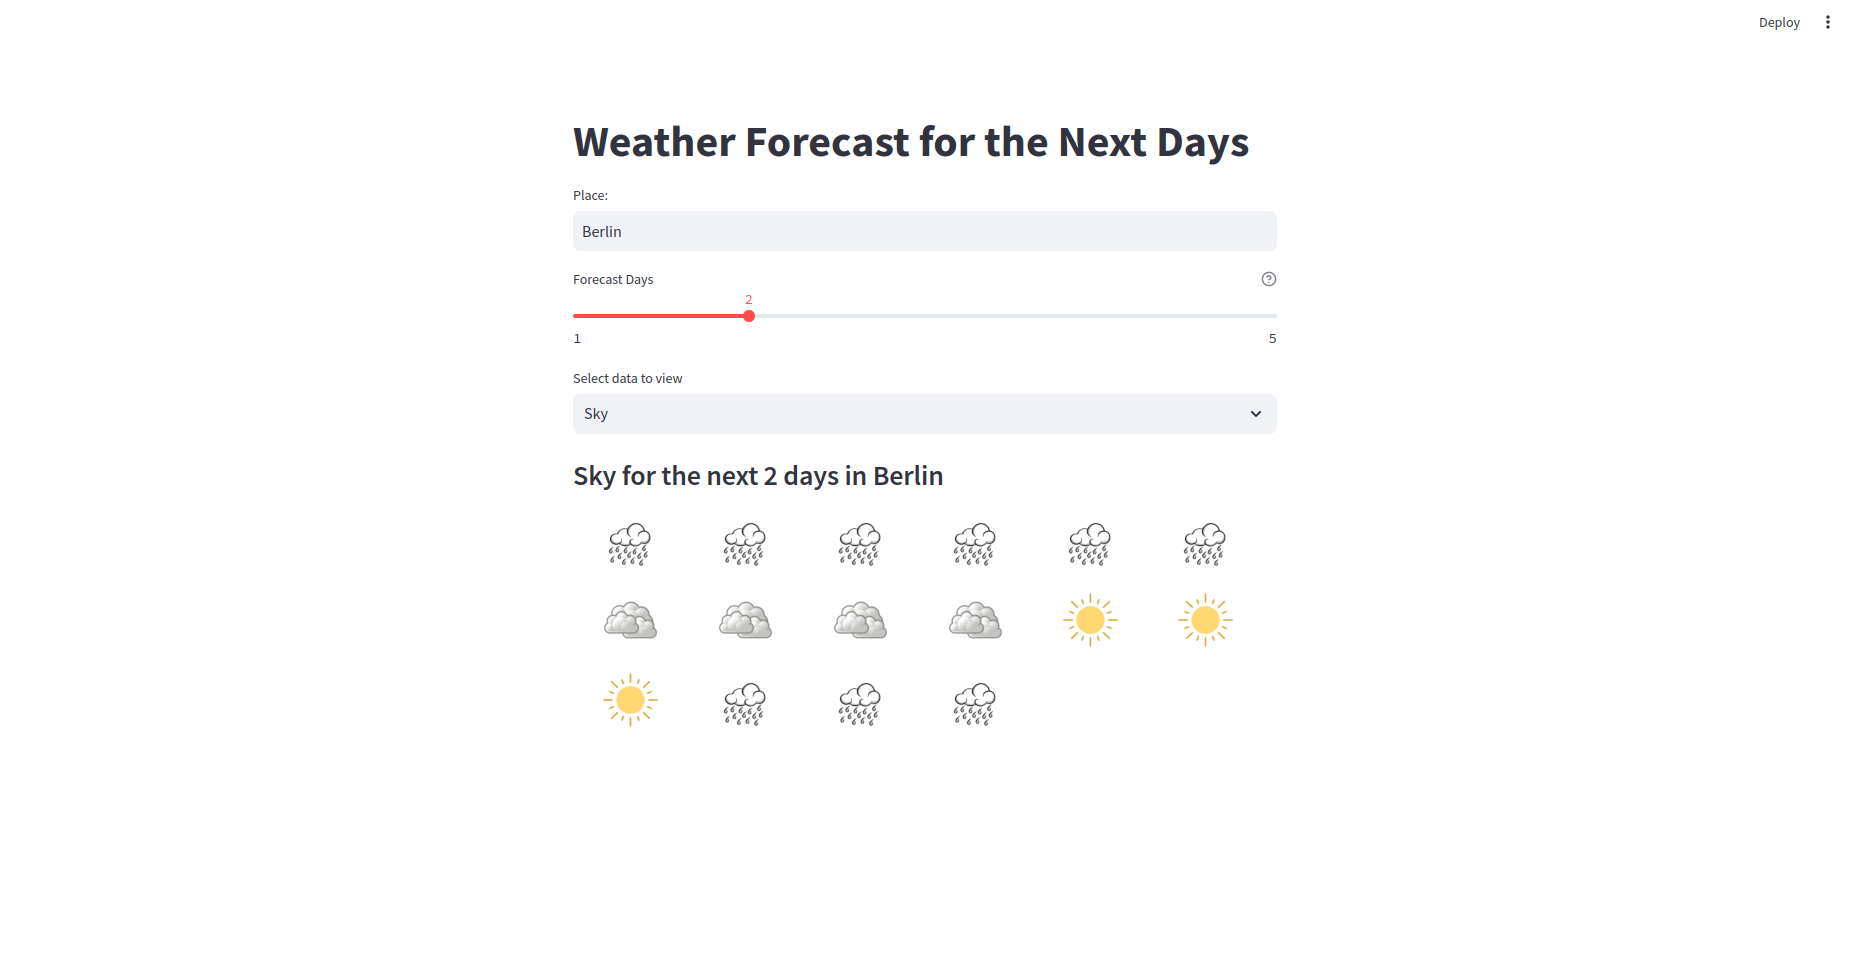 Deploy
Weather Forecast for the Next Days
Place:
Berlin
Forecast Days
2
1 5
Select data to view
Sky
Sky for the next 2 days in Berlin